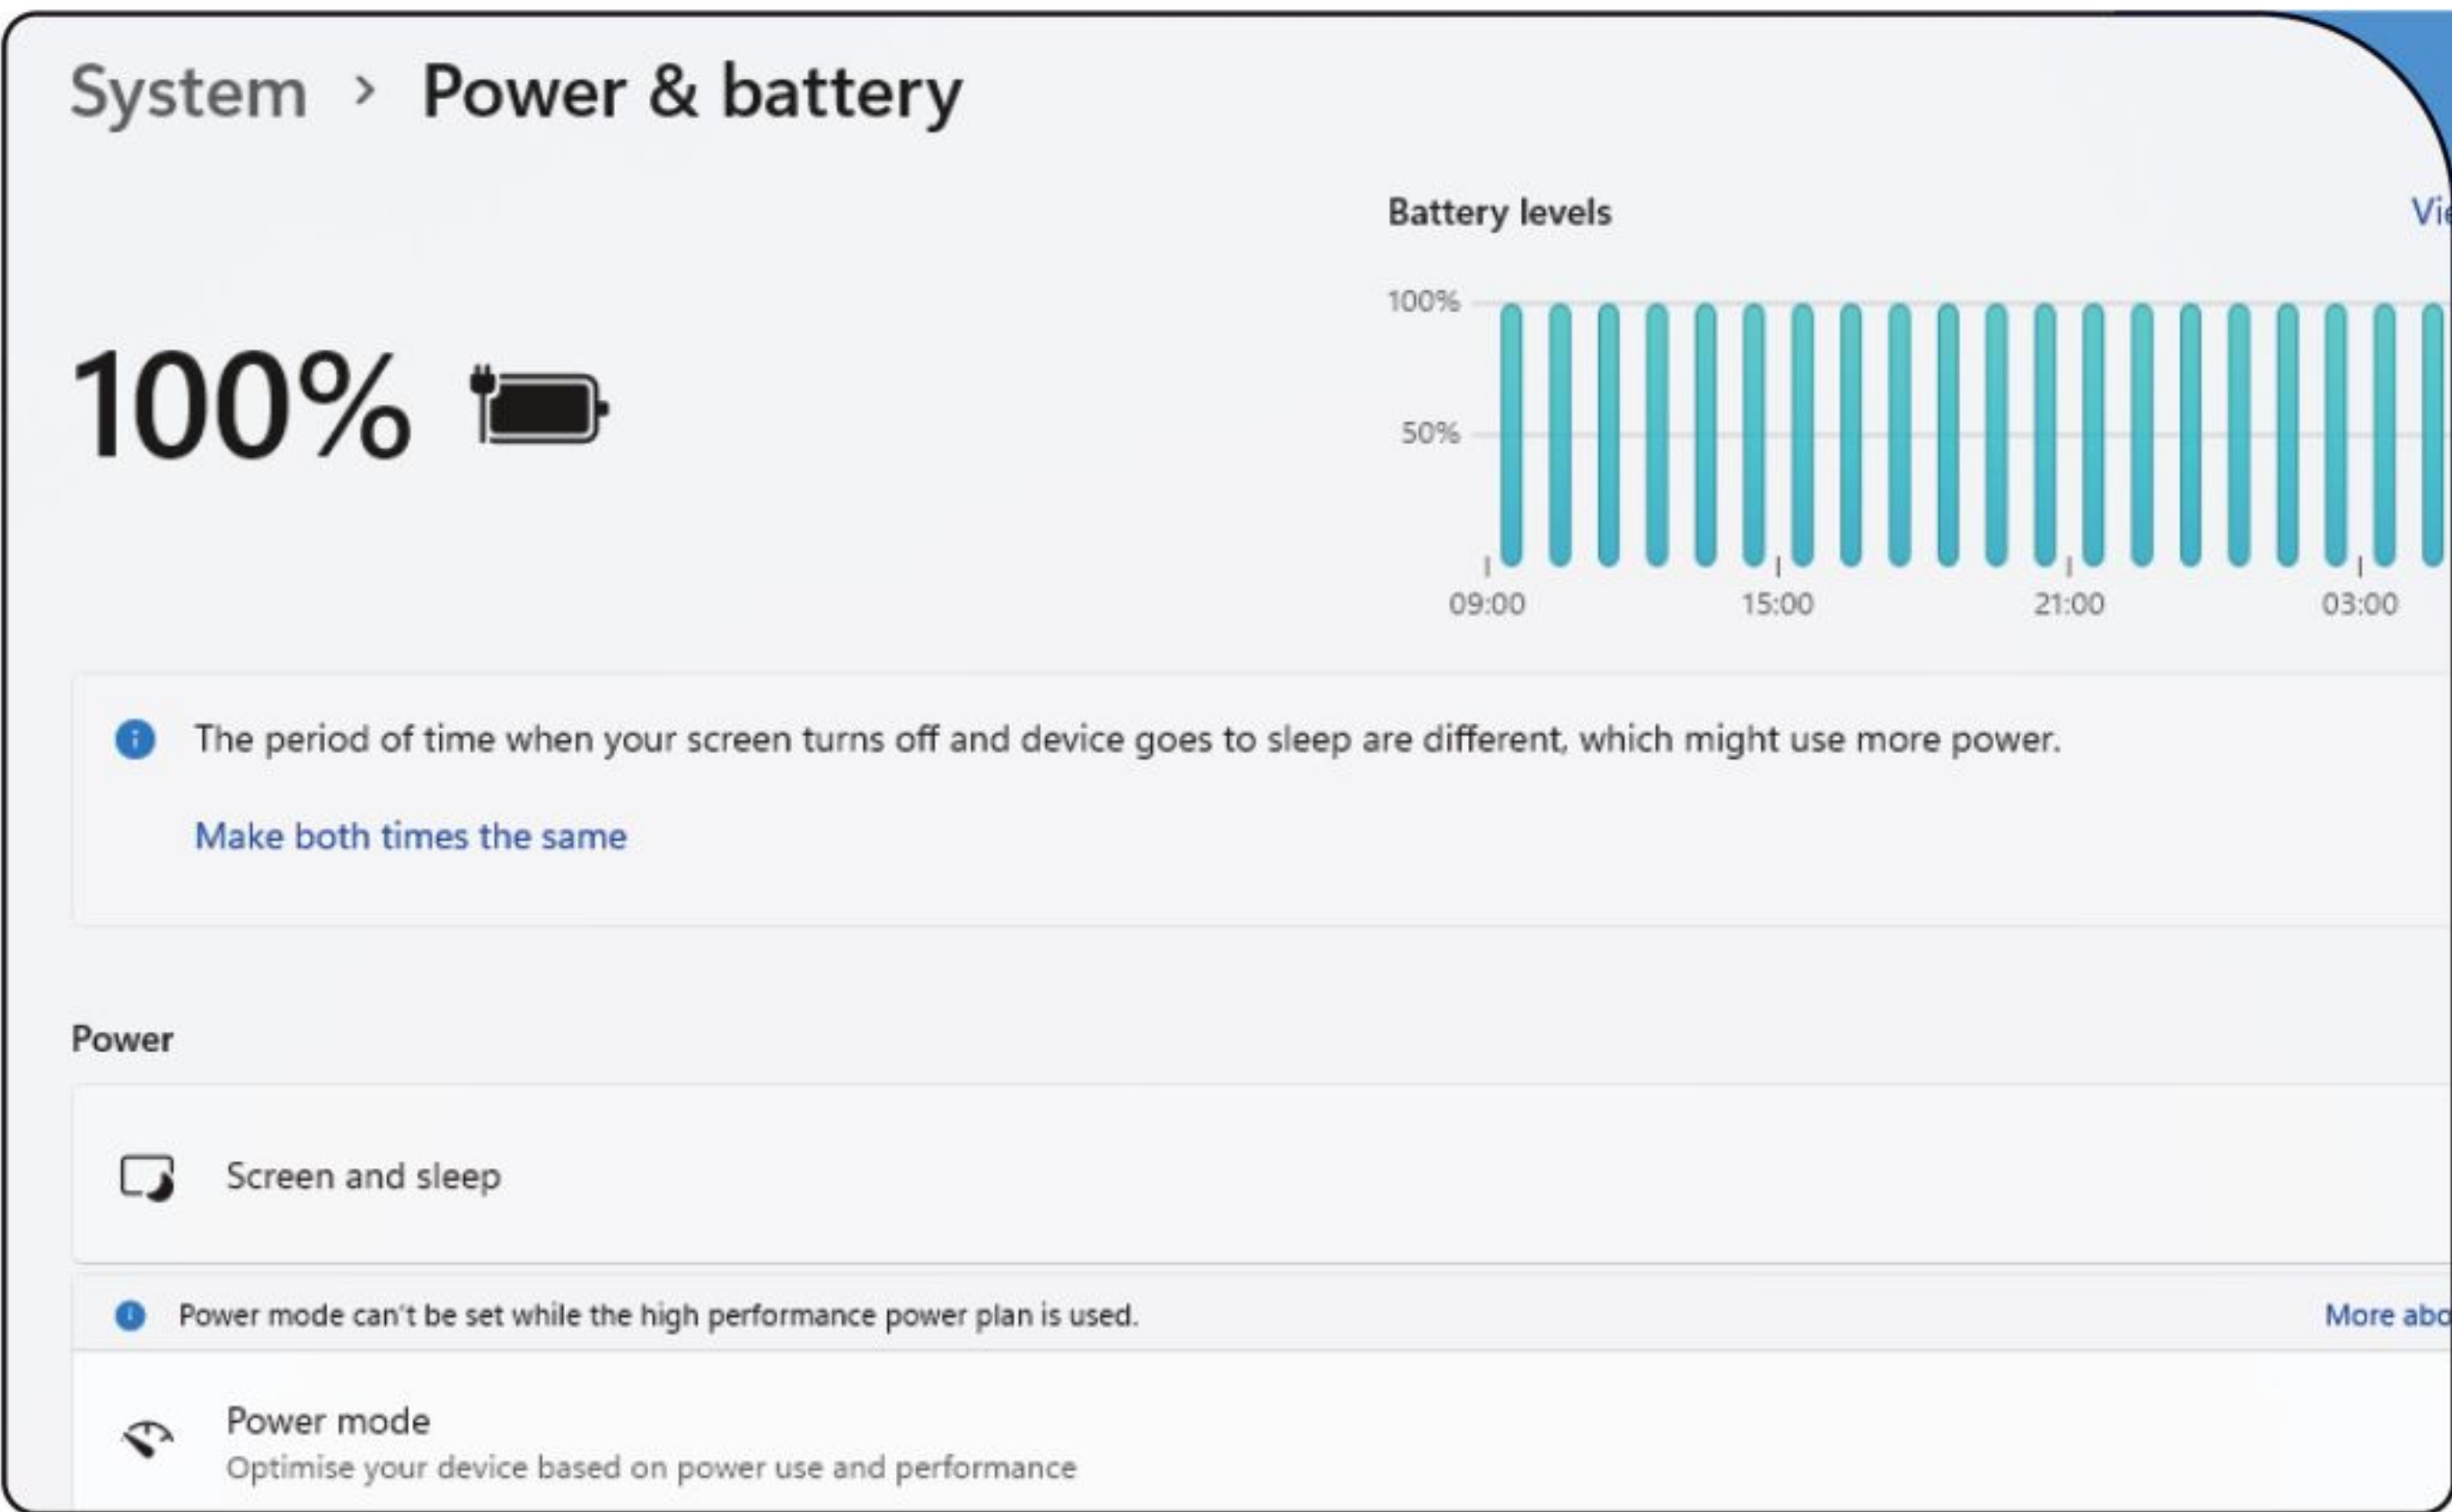 System > Power & battery
Battery levels
100%
100%
50%
09:00 15:00 21:00 03:00
The period of time when your screen turns off and device goes to sleep are different, which might use more power.
Make both times the same
Power
Screen and sleep
Power mode can't be set while the high performance power plan is used. More
Power mode
Optimise your device based on power use and performance